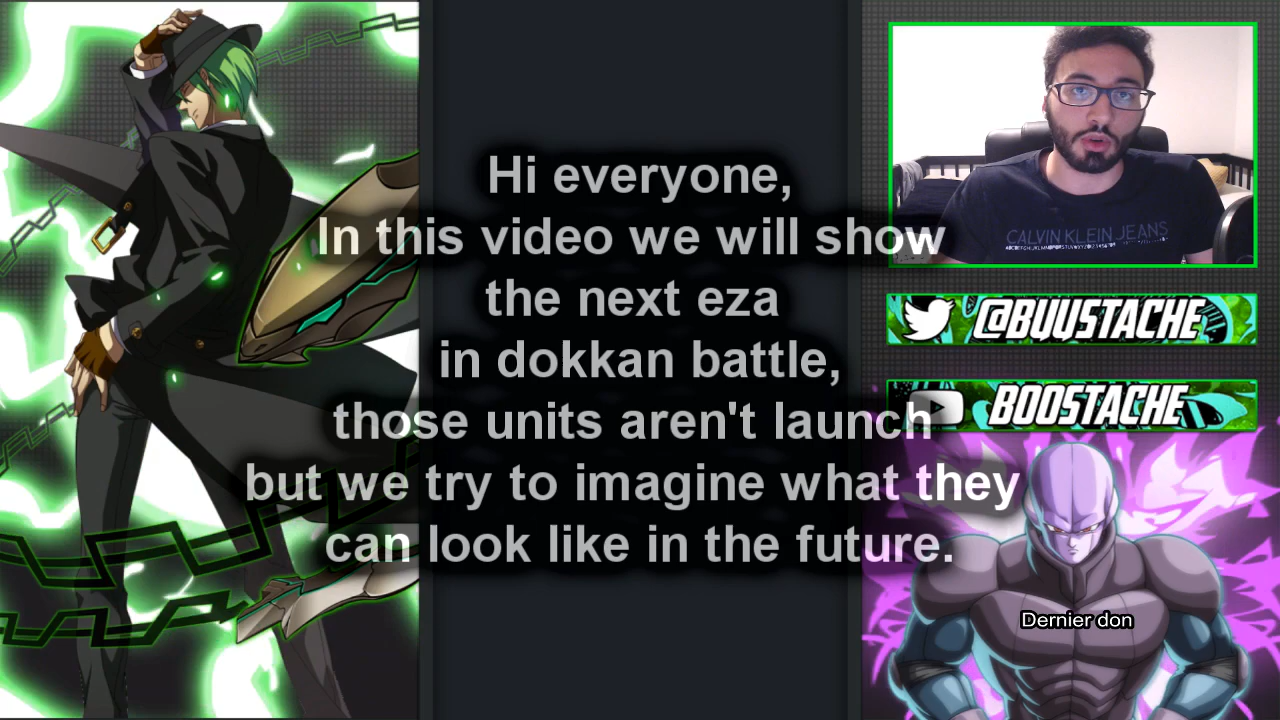 Hi everyone,
In this video we will show
the next eza
in dokkan battle,
those units aren't launch
but we try to imagine what they
can look like in the future.
CALVIN KLEIN JEANS
@BUUSTACHE
BOOSTACHE
Dernier don